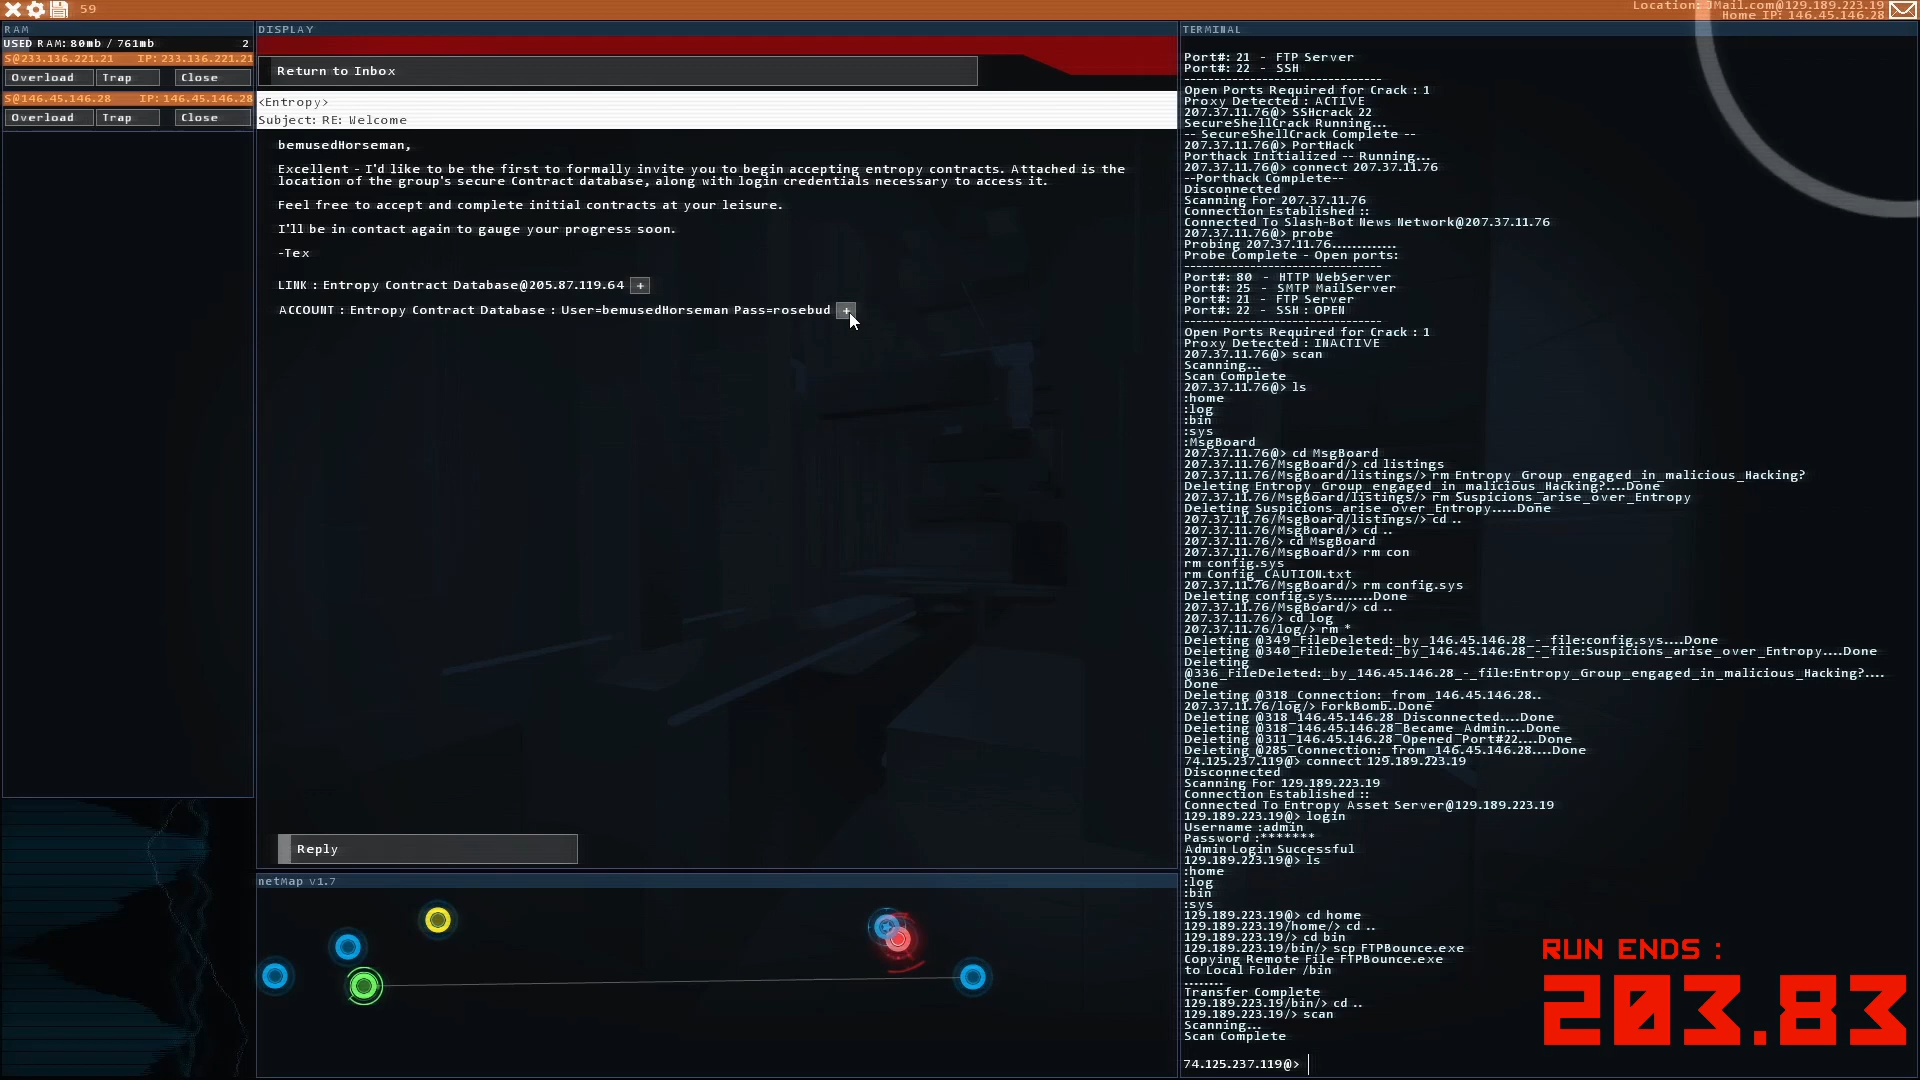 59
Location: JMail.com@129.189.223.19
Home IP: 146.45.146.28
RAM
USED RAM: 80mb / 761mb 2
S@233.136.221.21 IP: 233.136.221.21
Overload Trap Close
S@146.45.146.28 IP: 146.45.146.28
Overload Trap Close
DISPLAY
Return to Inbox
<Entropy>
Subject: RE: Welcome
bemusedHorseman,
Excellent - I'd like to be the first to formally invite you to begin accepting entropy contracts. Attached is the
location of the group's secure Contract database, along with login credentials necessary to access it.
Feel free to accept and complete initial contracts at your leisure.
I'll be in contact again to gauge your progress soon.
-Tex
LINK : Entropy Contract Database@205.87.119.64 +
ACCOUNT : Entropy Contract Database : User=bemusedHorseman Pass=rosebud +
Reply
netMap v1.7
TERMINAL
Port#: 21 - FTP Server
Port#: 22 - SSH
---------------------------------
Open Ports Required for Crack : 1
Proxy Detected : ACTIVE
207.37.11.76@> SSHcrack 22
SecureShellCrack Running...
-- SecureShellCrack Complete --
207.37.11.76@> PortHack
Porthack Initialized -- Running...
207.37.11.76@> connect 207.37.11.76
--Porthack Complete--
Disconnected
Scanning For 207.37.11.76
Connection Established ::
Connected To Slash-Bot News Network@207.37.11.76
207.37.11.76@> probe
Probing 207.37.11.76.............
Probe Complete - Open ports:
---------------------------------
Port#: 80 - HTTP WebServer
Port#: 25 - SMTP MailServer
Port#: 21 - FTP Server
Port#: 22 - SSH : OPEN
---------------------------------
Open Ports Required for Crack : 1
Proxy Detected : INACTIVE
207.37.11.76@> scan
Scanning...
Scan Complete
207.37.11.76@> ls
:home
:log
:bin
:sys
:MsgBoard
207.37.11.76@> cd MsgBoard
207.37.11.76/MsgBoard/> cd listings
207.37.11.76/MsgBoard/listings/> rm Entropy_Group_engaged_in_malicious_Hacking?
Deleting Entropy_Group_engaged_in_malicious_Hacking?....Done
207.37.11.76/MsgBoard/listings/> rm Suspicions_arise_over_Entropy
Deleting Suspicions_arise_over_Entropy.....Done
207.37.11.76/MsgBoard/listings/> cd ..
207.37.11.76/MsgBoard/> cd ..
207.37.11.76/> cd MsgBoard
207.37.11.76/MsgBoard/> rm con
rm config.sys
rm Config_CAUTION.txt
207.37.11.76/MsgBoard/> rm config.sys
Deleting config.sys........Done
207.37.11.76/MsgBoard/> cd ..
207.37.11.76/> cd log
207.37.11.76/log/> rm *
Deleting @349_FileDeleted:_by_146.45.146.28_-_file:config.sys....Done
Deleting @340_FileDeleted:_by_146.45.146.28_-_file:Suspicions_arise_over_Entropy....Done
Deleting
@336_FileDeleted:_by_146.45.146.28_-_file:Entropy_Group_engaged_in_malicious_Hacking?....
Done
Deleting @318_Connection:_from_146.45.146.28..
207.37.11.76/log/> ForkBomb..Done
Deleting @318_146.45.146.28_Disconnected....Done
Deleting @318_146.45.146.28_Became_Admin....Done
Deleting @311_146.45.146.28_Opened_Port#22....Done
Deleting @285_Connection:_from_146.45.146.28....Done
74.125.237.119@> connect 129.189.223.19
Disconnected
Scanning For 129.189.223.19
Connection Established ::
Connected To Entropy Asset Server@129.189.223.19
129.189.223.19@> login
Username :admin
Password :*******
Admin Login Successful
129.189.223.19@> ls
:home
:log
:bin
:sys
129.189.223.19@> cd home
129.189.223.19/home/> cd ..
129.189.223.19/> cd bin
129.189.223.19/bin/> scp FTPBounce.exe
Copying Remote File FTPBounce.exe
to Local Folder /bin
........
Transfer Complete
129.189.223.19/bin/> cd ..
129.189.223.19/> scan
Scanning...
Scan Complete
74.125.237.119@>
RUN ENDS :
203.83